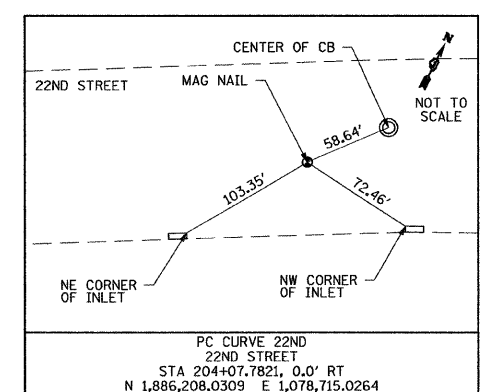 CENTER OF CB
N
MAG NAIL
22ND STREET
NOT TO
SCALE
58.64'
103.35'
72.46'
NE CORNER
OF INLET
NW CORNER
OF INLET
PC CURVE 22ND
22ND STREET
STA 204+07.7821, 0.0' RT
N 1,886,208.0309 E 1,078,715.0264